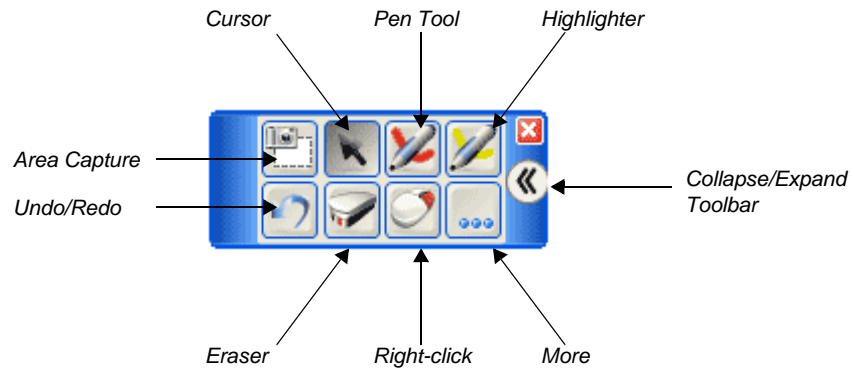 Cursor
Pen Tool
Highlighter
Area Capture
Undo/Redo
Collapse/Expand
Toolbar
Eraser
Right-click
More